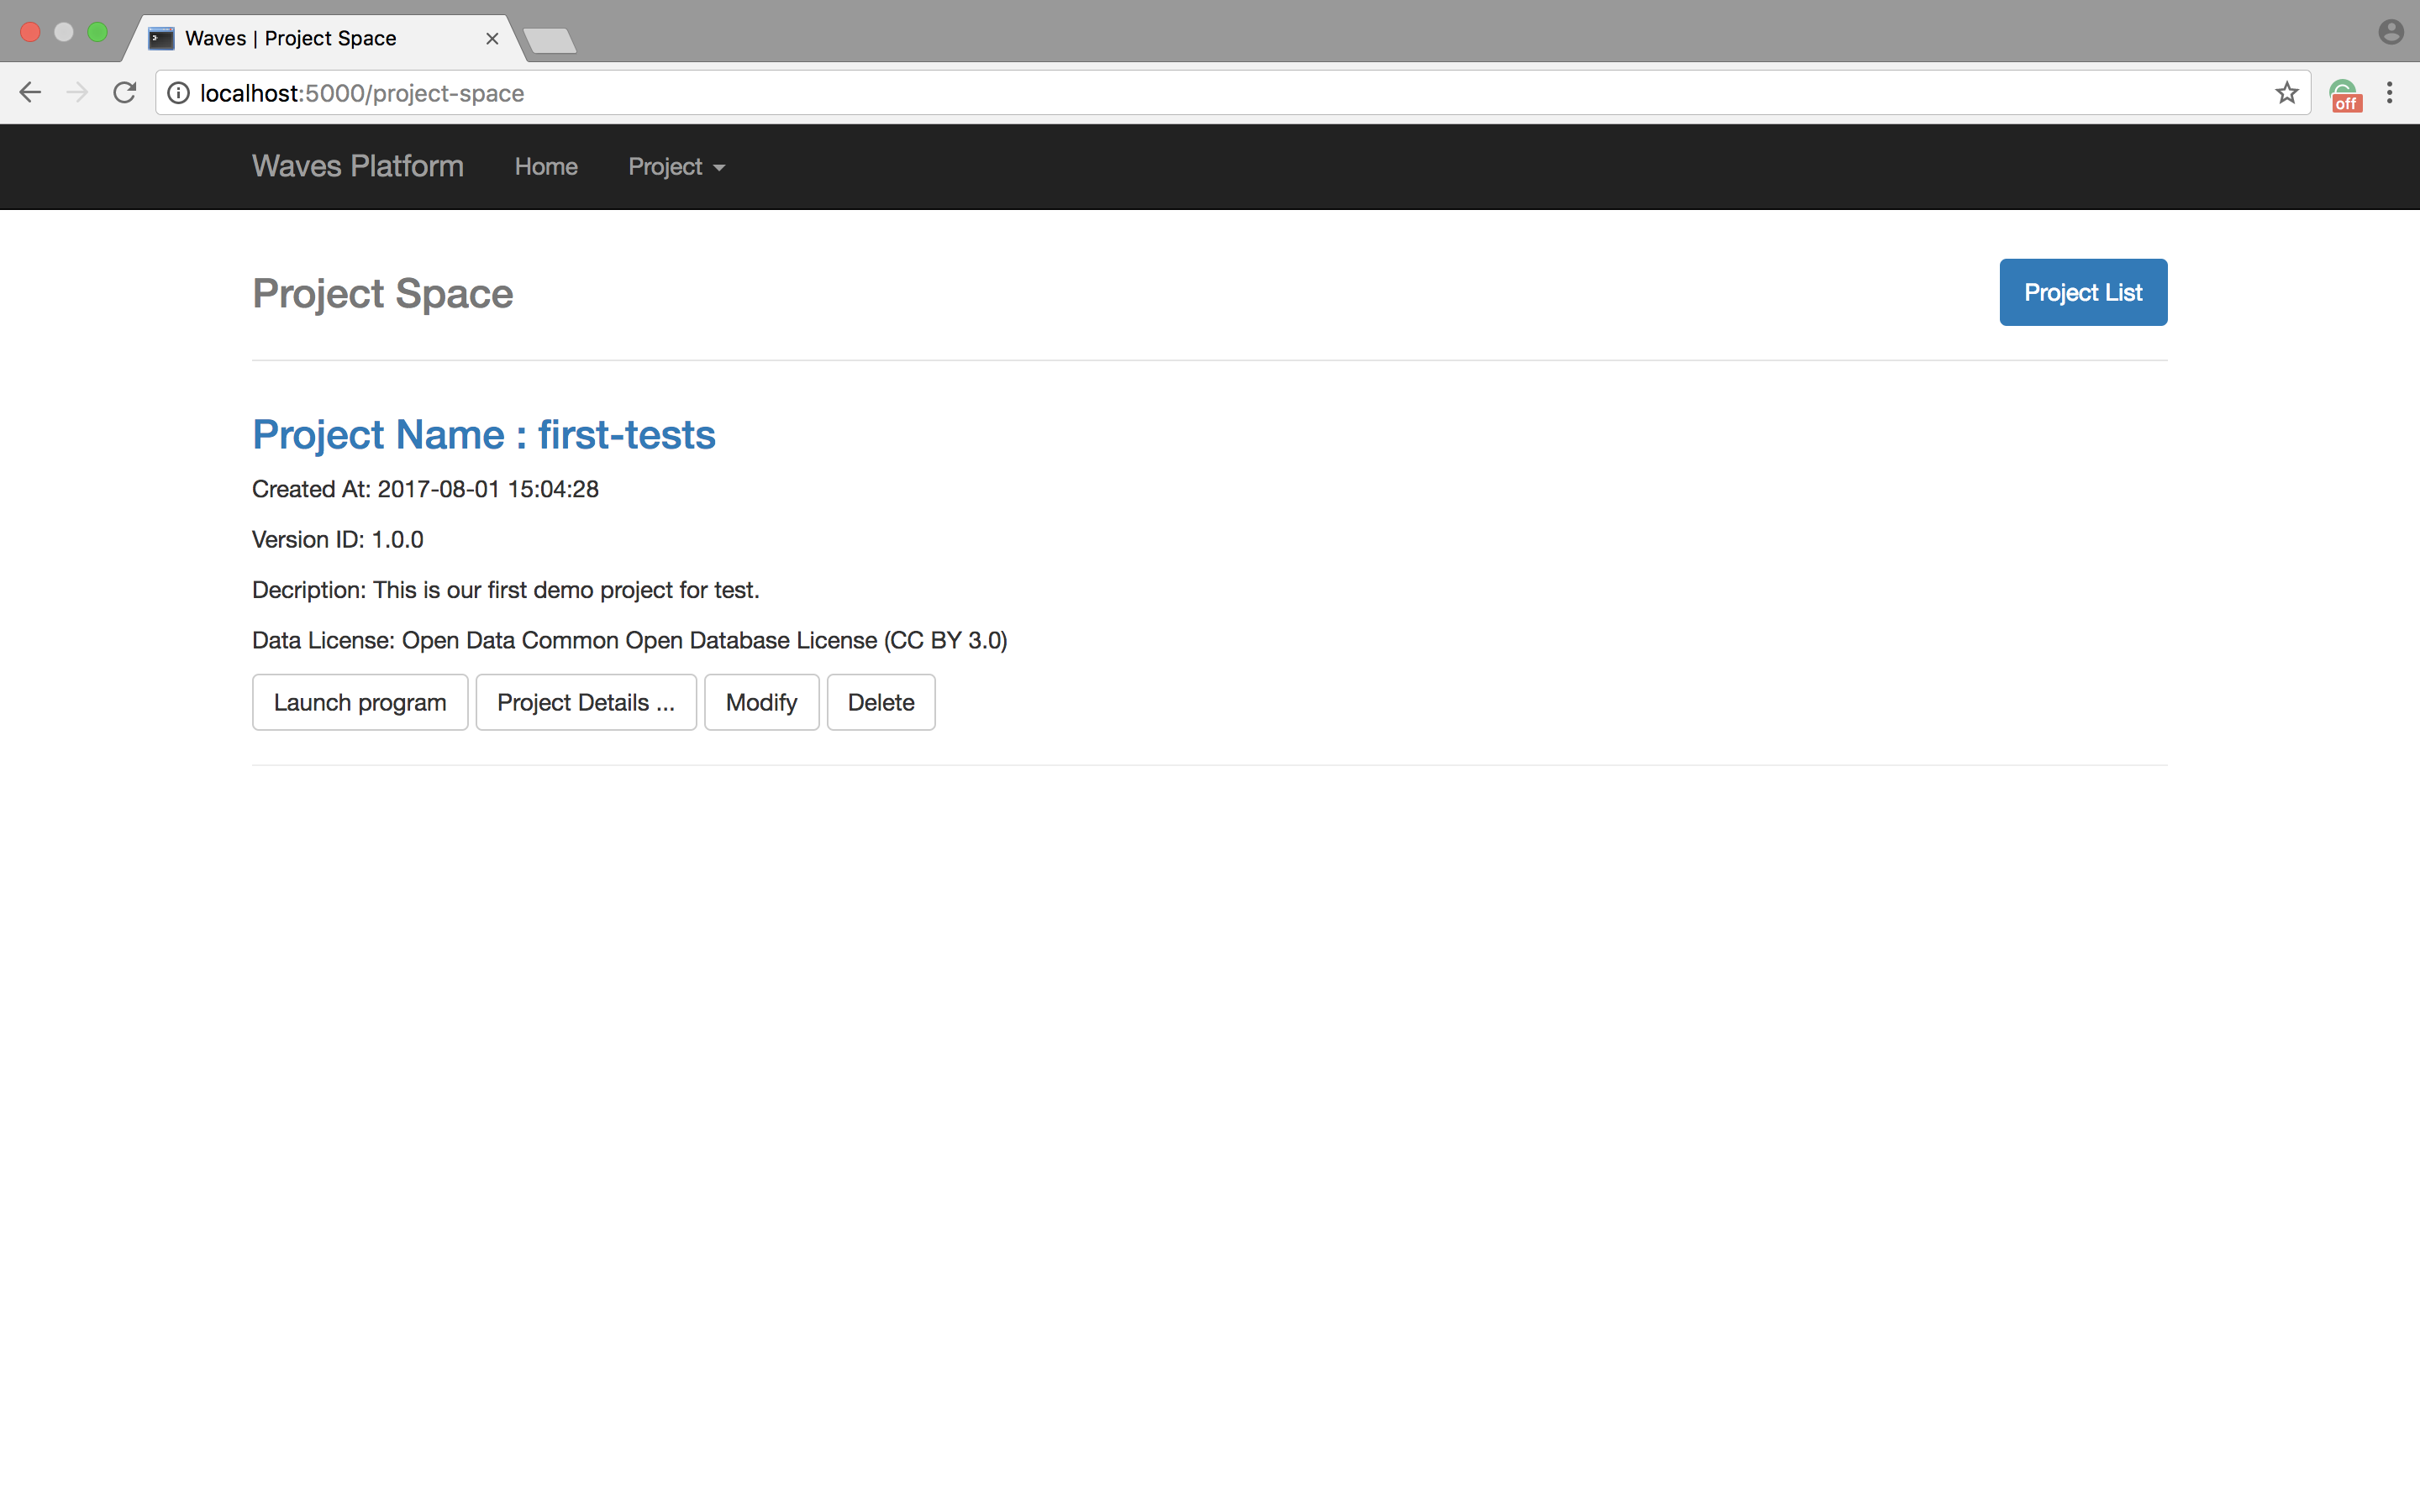 Waves | Project Space
localhost:5000/project-space
off
Waves Platform Home Project
Project Space
Project List
Project Name : first-tests
Created At: 2017-08-01 15:04:28
Version ID: 1.0.0
Decription: This is our first demo project for test.
Data License: Open Data Common Open Database License (CC BY 3.0)
Launch program Project Details ... Modify Delete